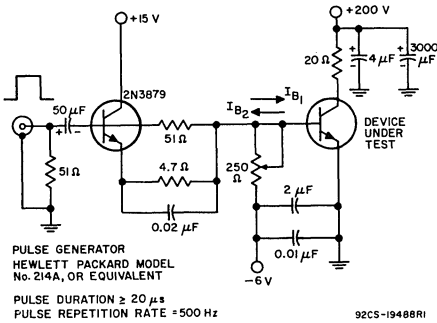 +15 V
+200 V
2N3879
50 μF
+ -
51 Ω
51 Ω
4.7 Ω
0.02 μF
I B1
I B2
20 Ω
4 μF
+
-
3000 μF
+
-
DEVICE UNDER TEST
250 Ω
2 μF
0.01 μF
-6 V
PULSE GENERATOR
HEWLETT PACKARD MODEL
No. 214A, OR EQUIVALENT
PULSE DURATION ≥ 20 μs
PULSE REPETITION RATE = 500 Hz
92CS-19488R1